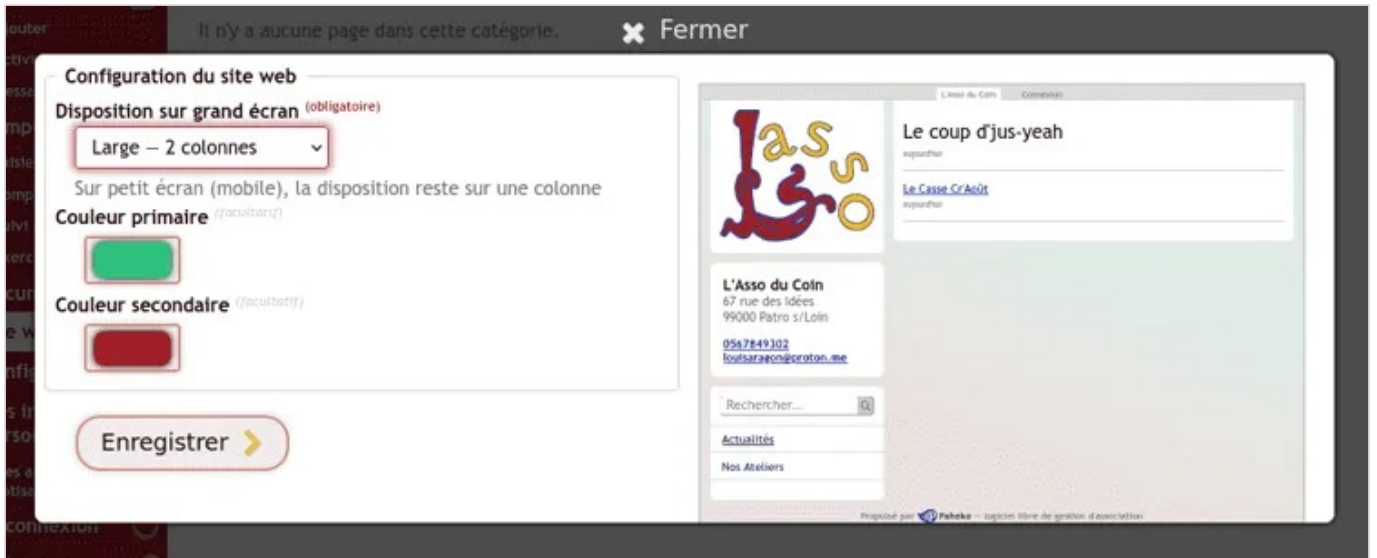 Il n'y a aucune page dans cette catégorie.
Fermer
Configuration du site web
Disposition sur grand écran (obligatoire)
Large – 2 colonnes
Sur petit écran (mobile), la disposition reste sur une colonne
Couleur primaire (facultatif)
Couleur secondaire (facultatif)
Enregistrer
L'Asso du Coin Connexion
Lasso
L'Asso du Coin
67 rue des Idées
99000 Patro s/Loin
0567849302
louisaragon@proton.me
Rechercher...
Actualités
Nos Ateliers
Le coup d'jus-yeah
aujourd'hui
Le Casse Cr'Août
aujourd'hui
Propulsé par Paheko — logiciel libre de gestion d'association
connexion